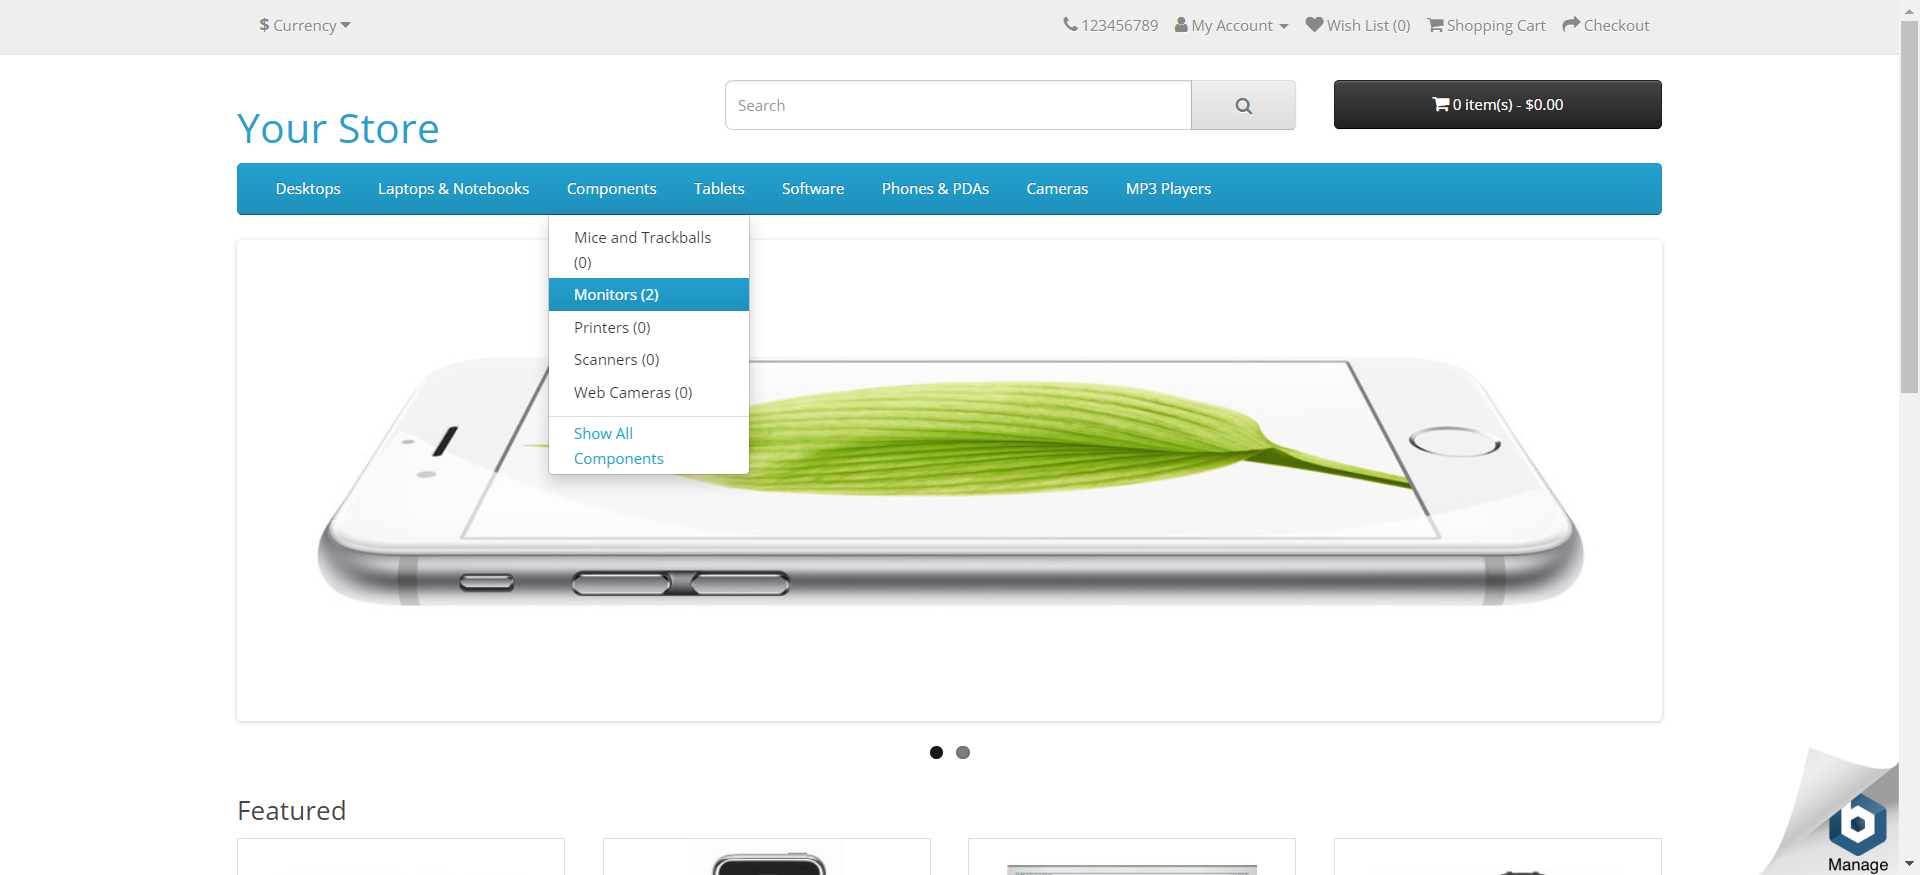 $ Currency
123456789 My Account Wish List (0) Shopping Cart Checkout
Your Store
Search
0 item(s) - $0.00
Desktops Laptops & Notebooks Components Tablets Software Phones & PDAs Cameras MP3 Players
Mice and Trackballs
(0)
Monitors (2)
Printers (0)
Scanners (0)
Web Cameras (0)
Show All
Components
Featured
b
Manage